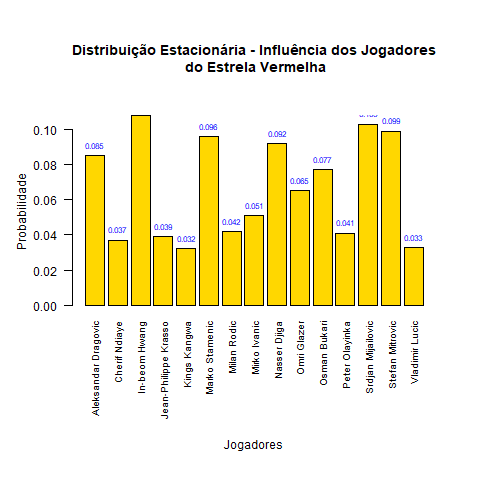 Distribuição Estacionária - Influência dos Jogadores
do Estrela Vermelha
Probabilidade
0.10
0.08
0.06
0.04
0.02
0.00
0.085
0.037
0.039
0.032
0.096
0.042
0.051
0.092
0.065
0.077
0.041
0.099
0.033
Aleksandar Dragovic
Cherif Ndiaye
In-beom Hwang
Jean-Philippe Krasso
Kings Kangwa
Marko Stamenic
Milan Rodic
Mirko Ivanic
Nasser Djiga
Omri Glazer
Osman Bukari
Peter Olayinka
Srdjan Mijailovic
Stefan Mitrovic
Vladimir Lucic
Jogadores